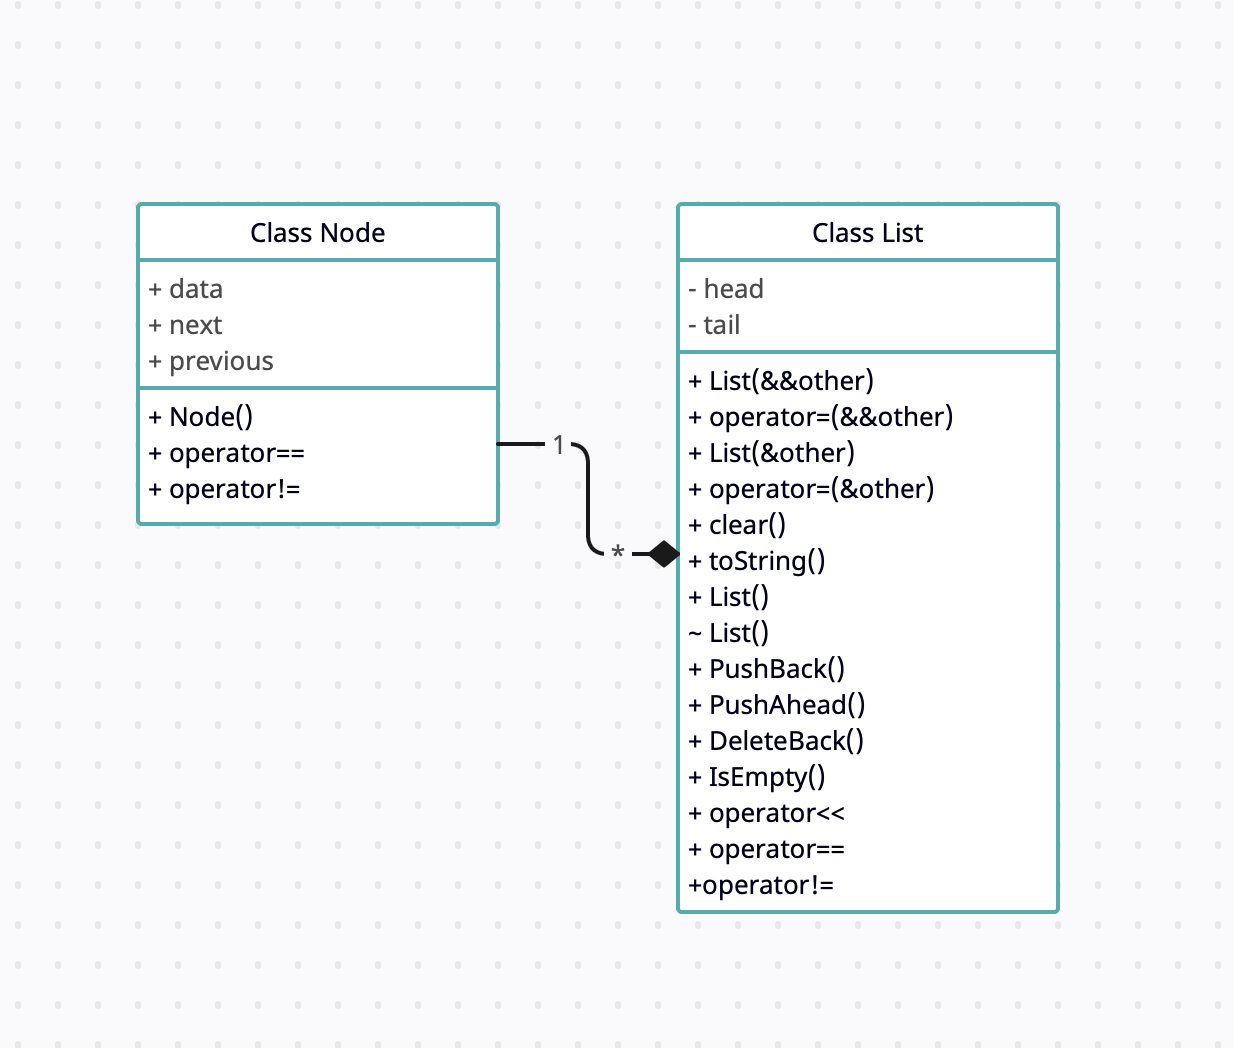 Class Node
+ data
+ next
+ previous
+ Node()
+ operator==
+ operator!=
1
*
Class List
- head
- tail
+ List(&&other)
+ operator=(&&other)
+ List(&other)
+ operator=(&other)
+ clear()
+ toString()
+ List()
~ List()
+ PushBack()
+ PushAhead()
+ DeleteBack()
+ IsEmpty()
+ operator<<
+ operator==
+operator!=